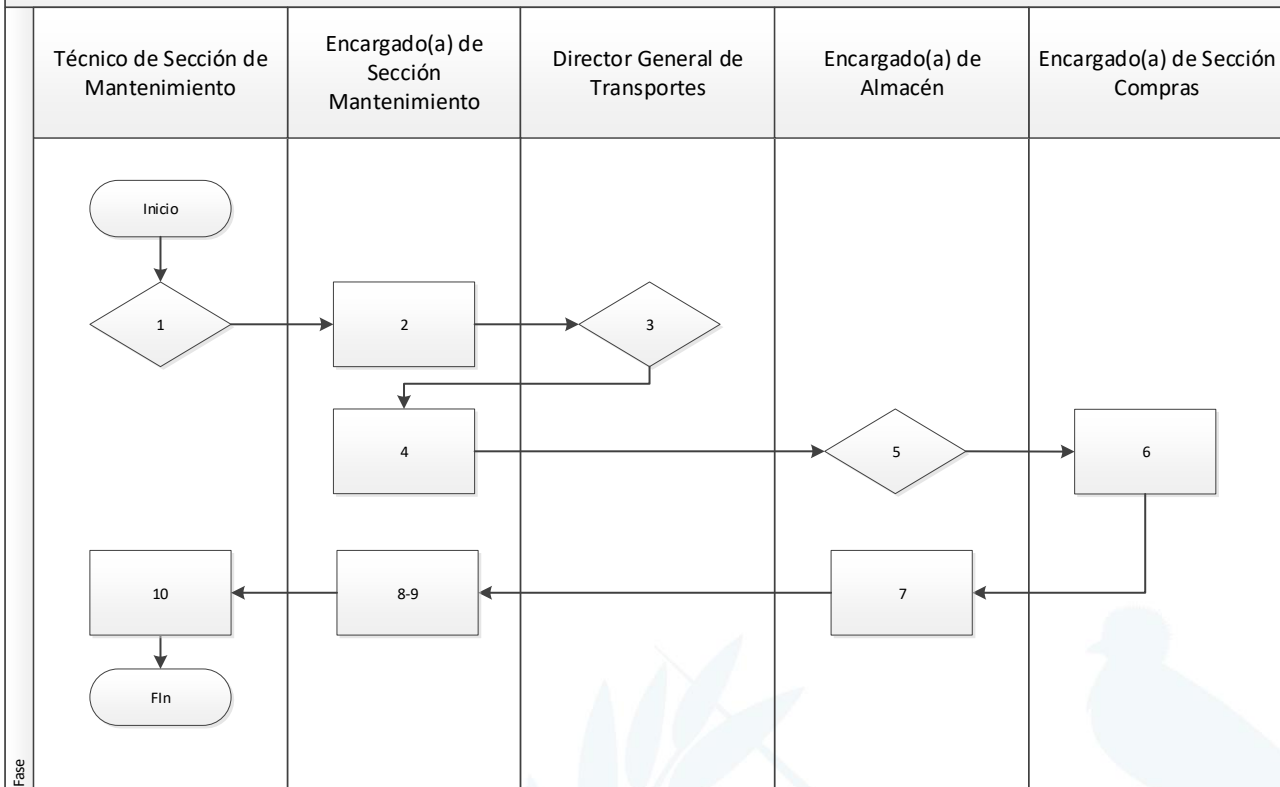 Técnico de Sección de
Mantenimiento
Encargado(a) de
Sección
Mantenimiento
Director General de
Transportes
Encargado(a) de
Almacén
Encargado(a) de Sección
Compras
Inicio
1
2
3
4
5
6
10
8-9
7
FIn
Fase